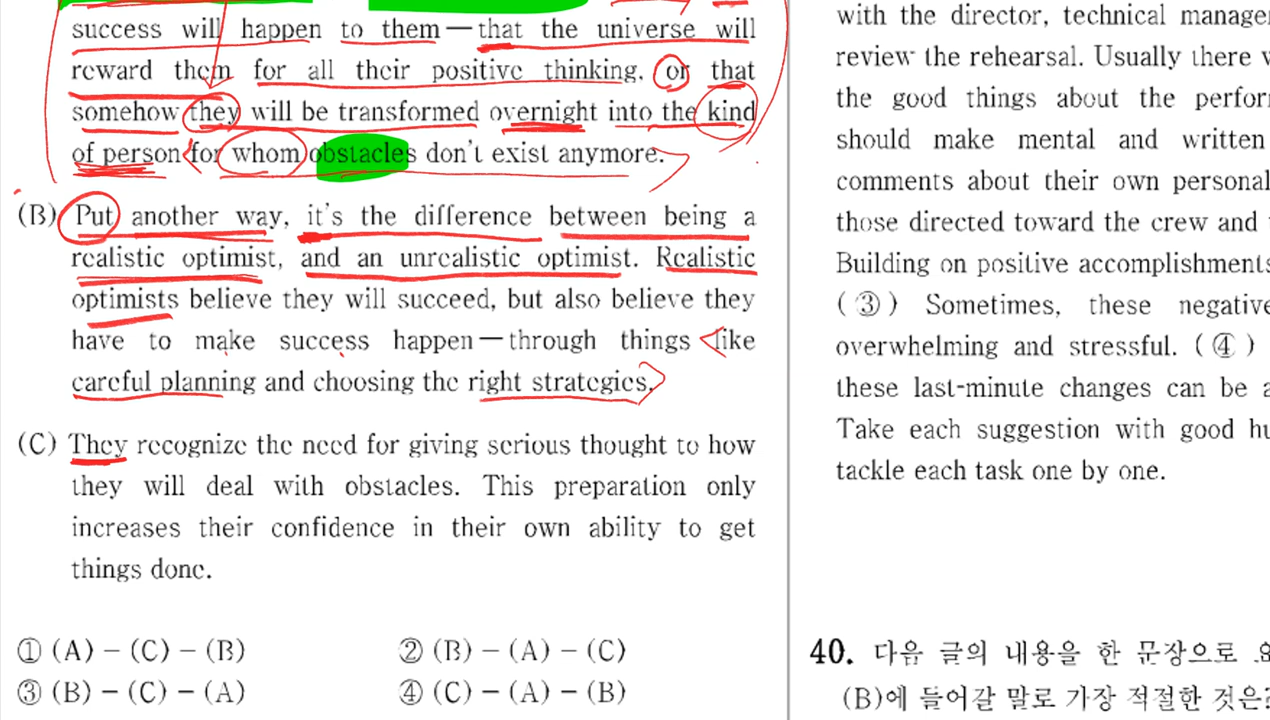 success will happen to them—that the universe will
reward them for all their positive thinking, or that
somehow they will be transformed overnight into the kind
of person for whom obstacles don't exist anymore.
(B) Put another way, it's the difference between being a
realistic optimist, and an unrealistic optimist. Realistic
optimists believe they will succeed, but also believe they
have to make success happen—through things like
careful planning and choosing the right strategies.
(C) They recognize the need for giving serious thought to how
they will deal with obstacles. This preparation only
increases their confidence in their own ability to get
things done.
① (A) - (C) - (B)
② (B) - (A) - (C)
③ (B) - (C) - (A)
④ (C) - (A) - (B)
with the director, technical manager
review the rehearsal. Usually there
the good things about the perfor
should make mental and written
comments about their own personal
those directed toward the crew and
Building on positive accomplishments
( ③ ) Sometimes, these negative
overwhelming and stressful. ( ④ )
these last-minute changes can be a
Take each suggestion with good hu
tackle each task one by one.
40. 다음 글의 내용을 한 문장으로
(B)에 들어갈 말로 가장 적절한 것은?